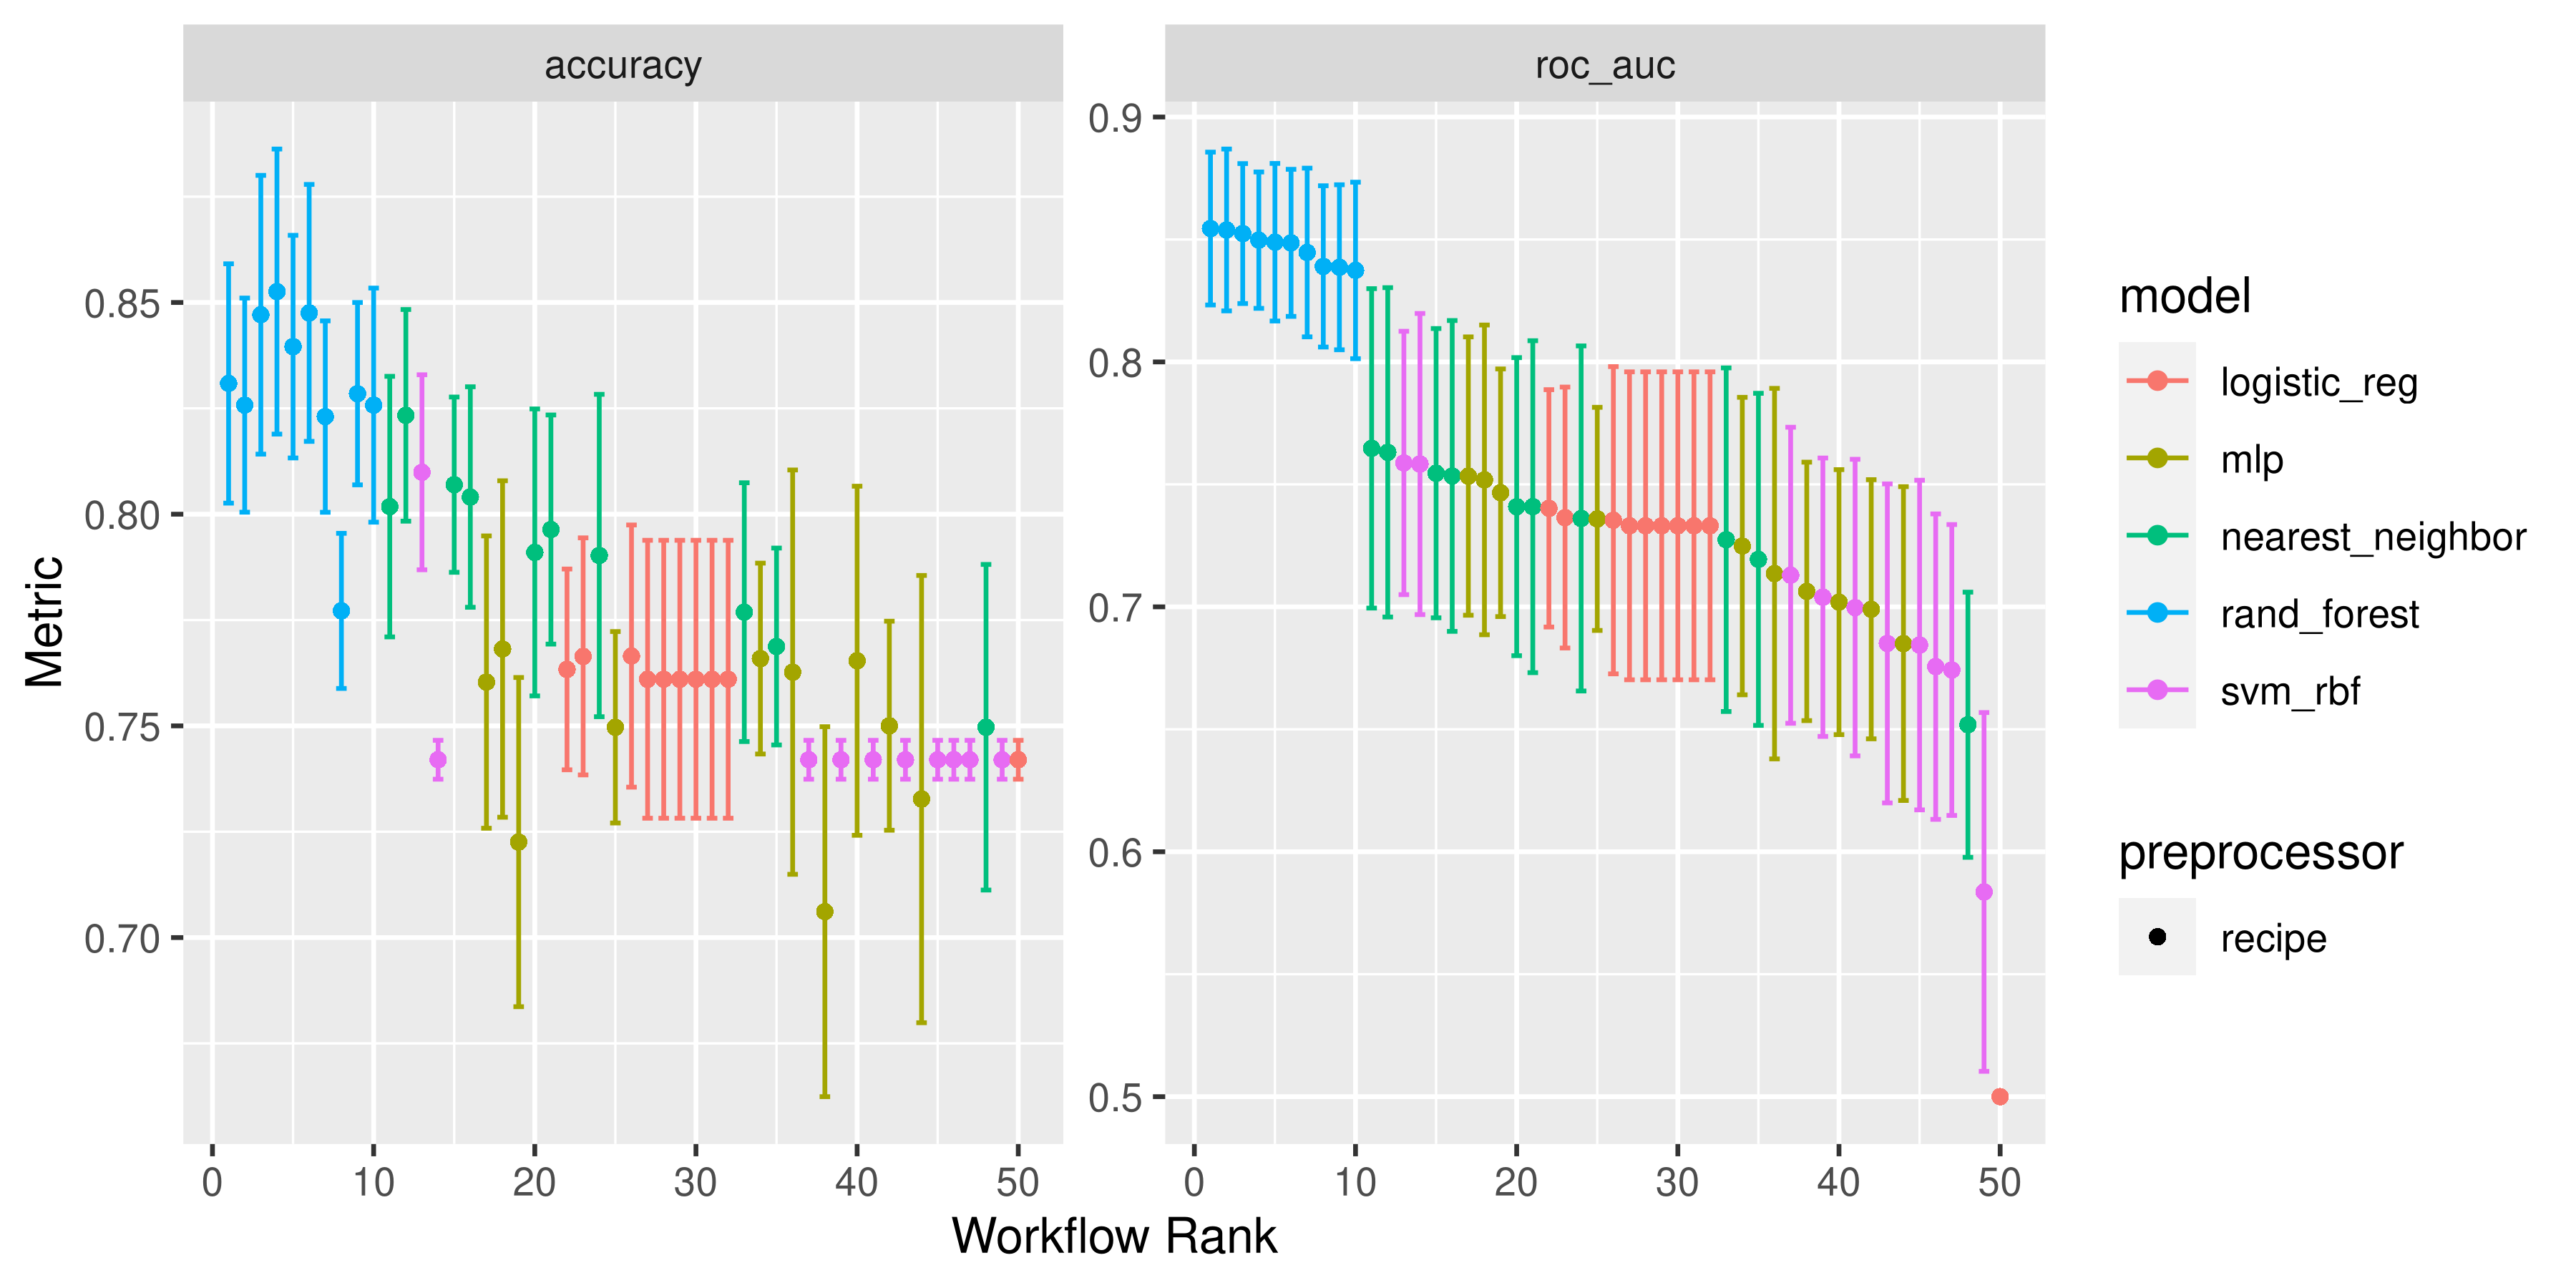 accuracy
roc_auc
Metric
0.85
0.80
0.75
0.70
0.9
0.8
0.7
0.6
0.5
0 10 20 30 40 50
0 10 20 30 40 50
Workflow Rank
model
logistic_reg
mlp
nearest_neighbor
rand_forest
svm_rbf
preprocessor
recipe